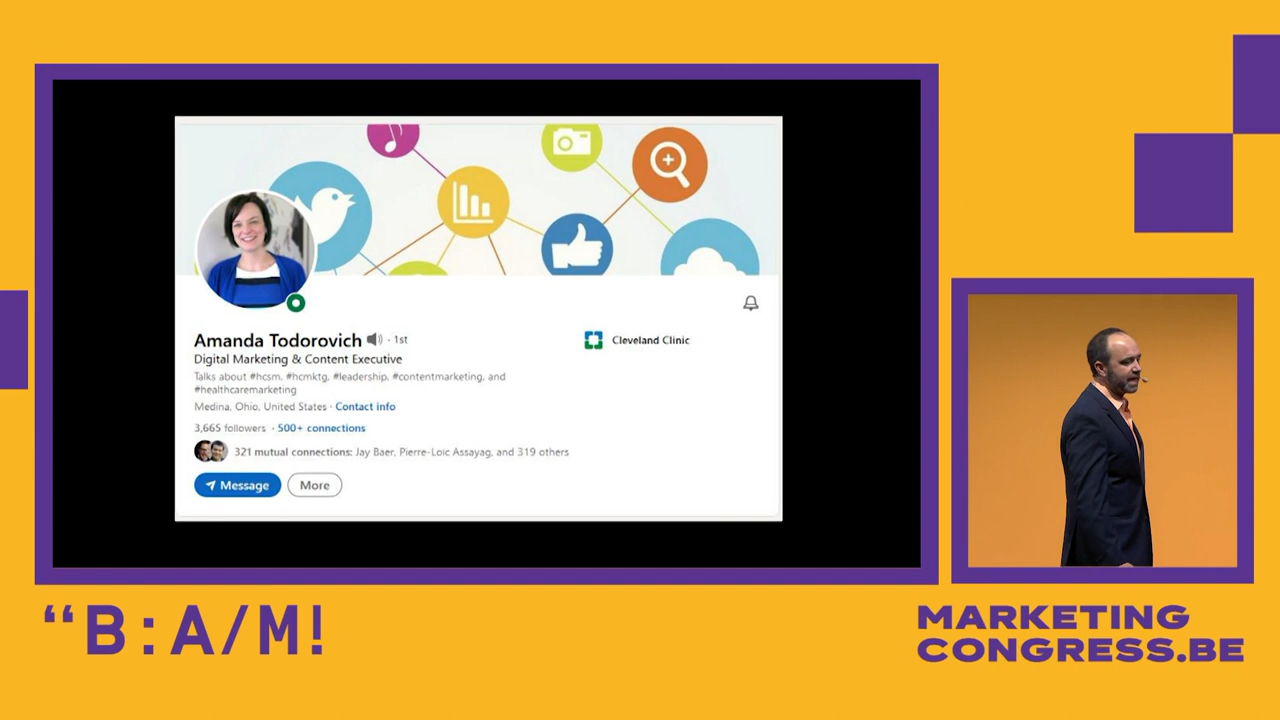 Amanda Todorovich · 1st
Cleveland Clinic
Digital Marketing & Content Executive
Talks about #hcsm, #hcmktg, #leadership, #contentmarketing, and
#healthcaremarketing
Medina, Ohio, United States · Contact info
3,665 followers · 500+ connections
321 mutual connections: Jay Baer, Pierre-Loic Assayag, and 319 others
Message
More
“B:A/M!
MARKETING
CONGRESS.BE